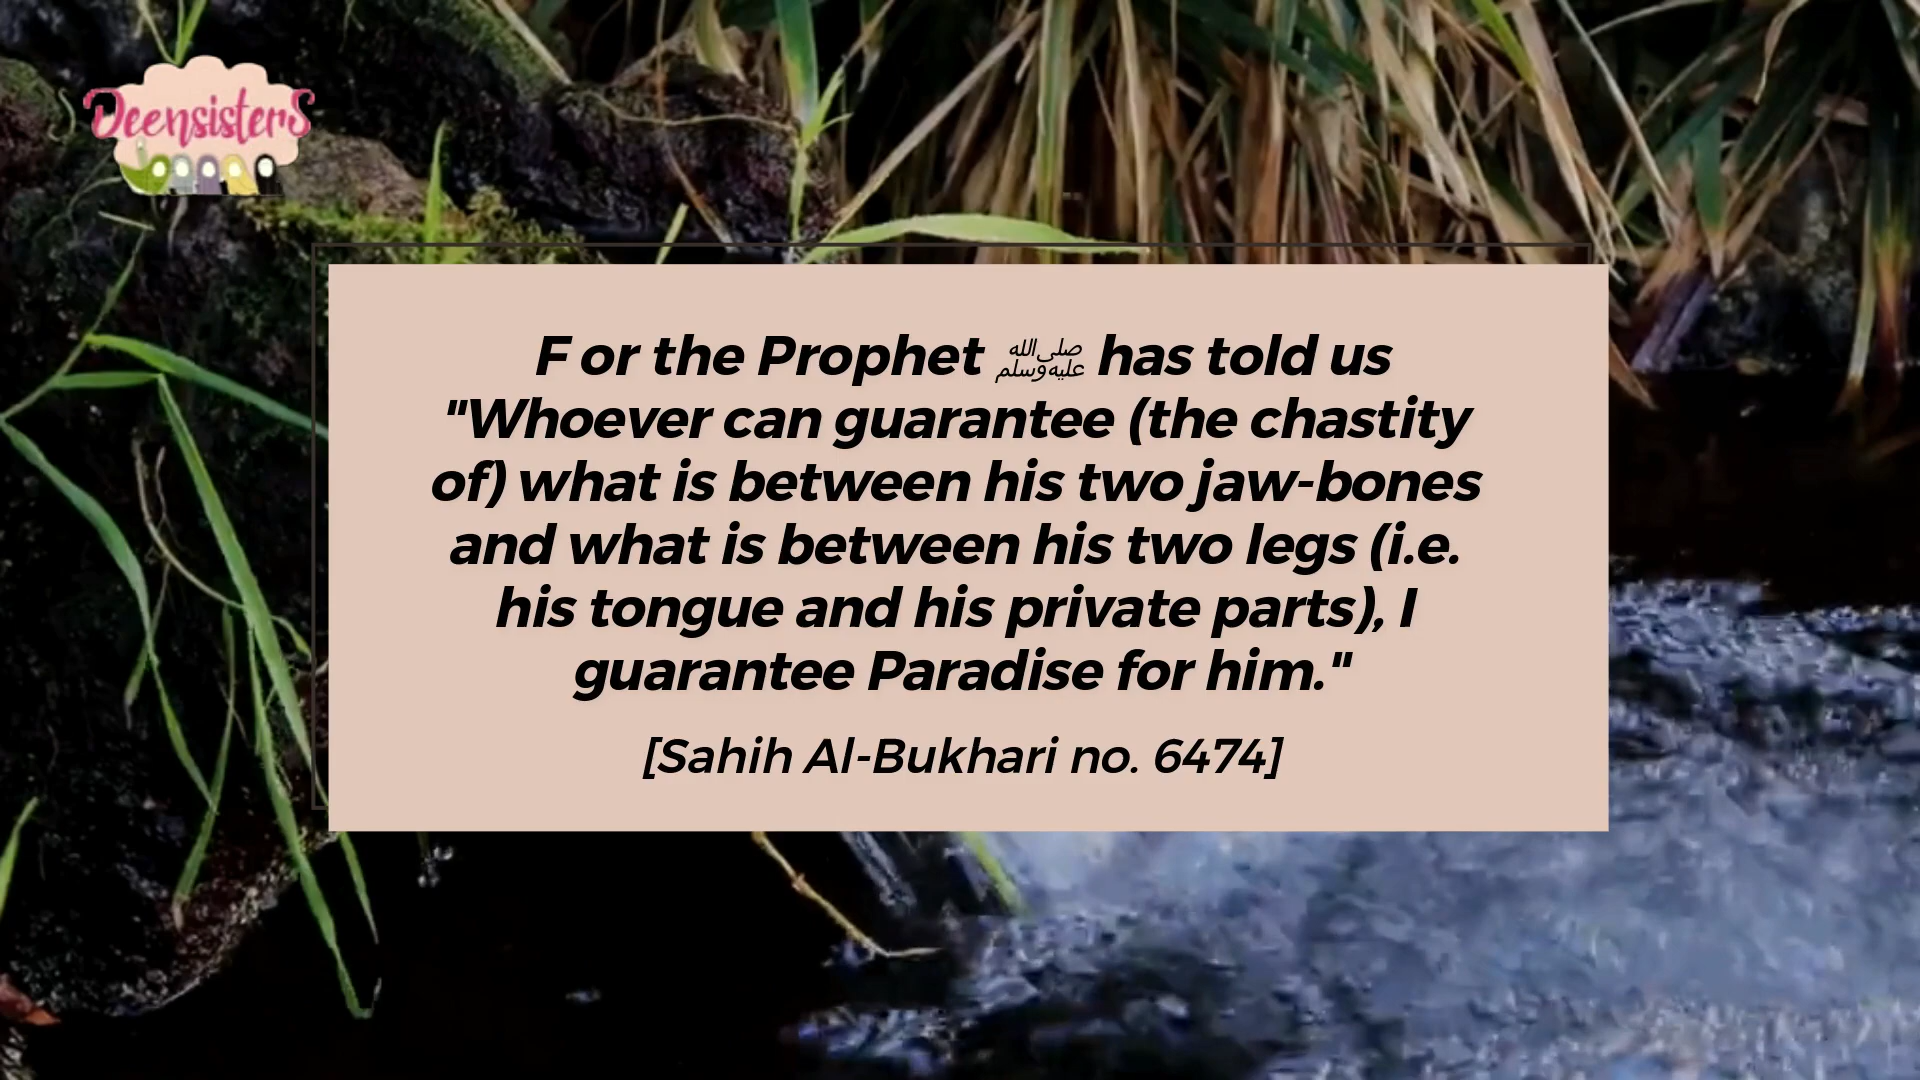 DeensisterS
F or the Prophet ﷺ has told us
"Whoever can guarantee (the chastity
of) what is between his two jaw-bones
and what is between his two legs (i.e.
his tongue and his private parts), I
guarantee Paradise for him."
[Sahih Al-Bukhari no. 6474]